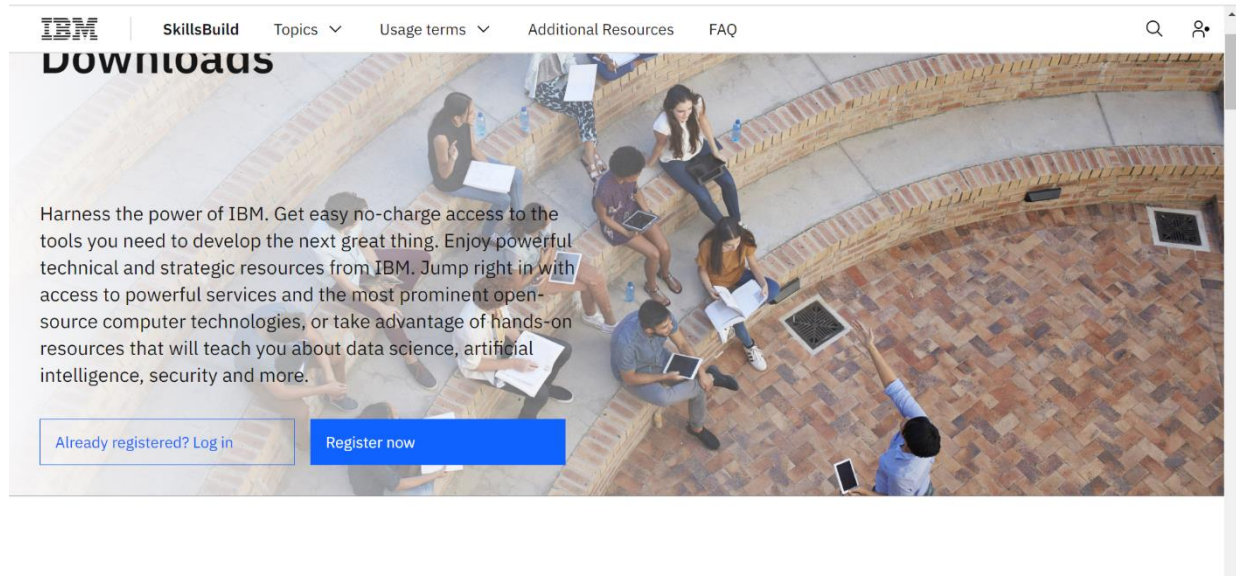 IBM SkillsBuild Topics Usage terms Additional Resources FAQ
Downloads
Harness the power of IBM. Get easy no-charge access to the
tools you need to develop the next great thing. Enjoy powerful
technical and strategic resources from IBM. Jump right in with
access to powerful services and the most prominent open-
source computer technologies, or take advantage of hands-on
resources that will teach you about data science, artificial
intelligence, security and more.
Already registered? Log in
Register now